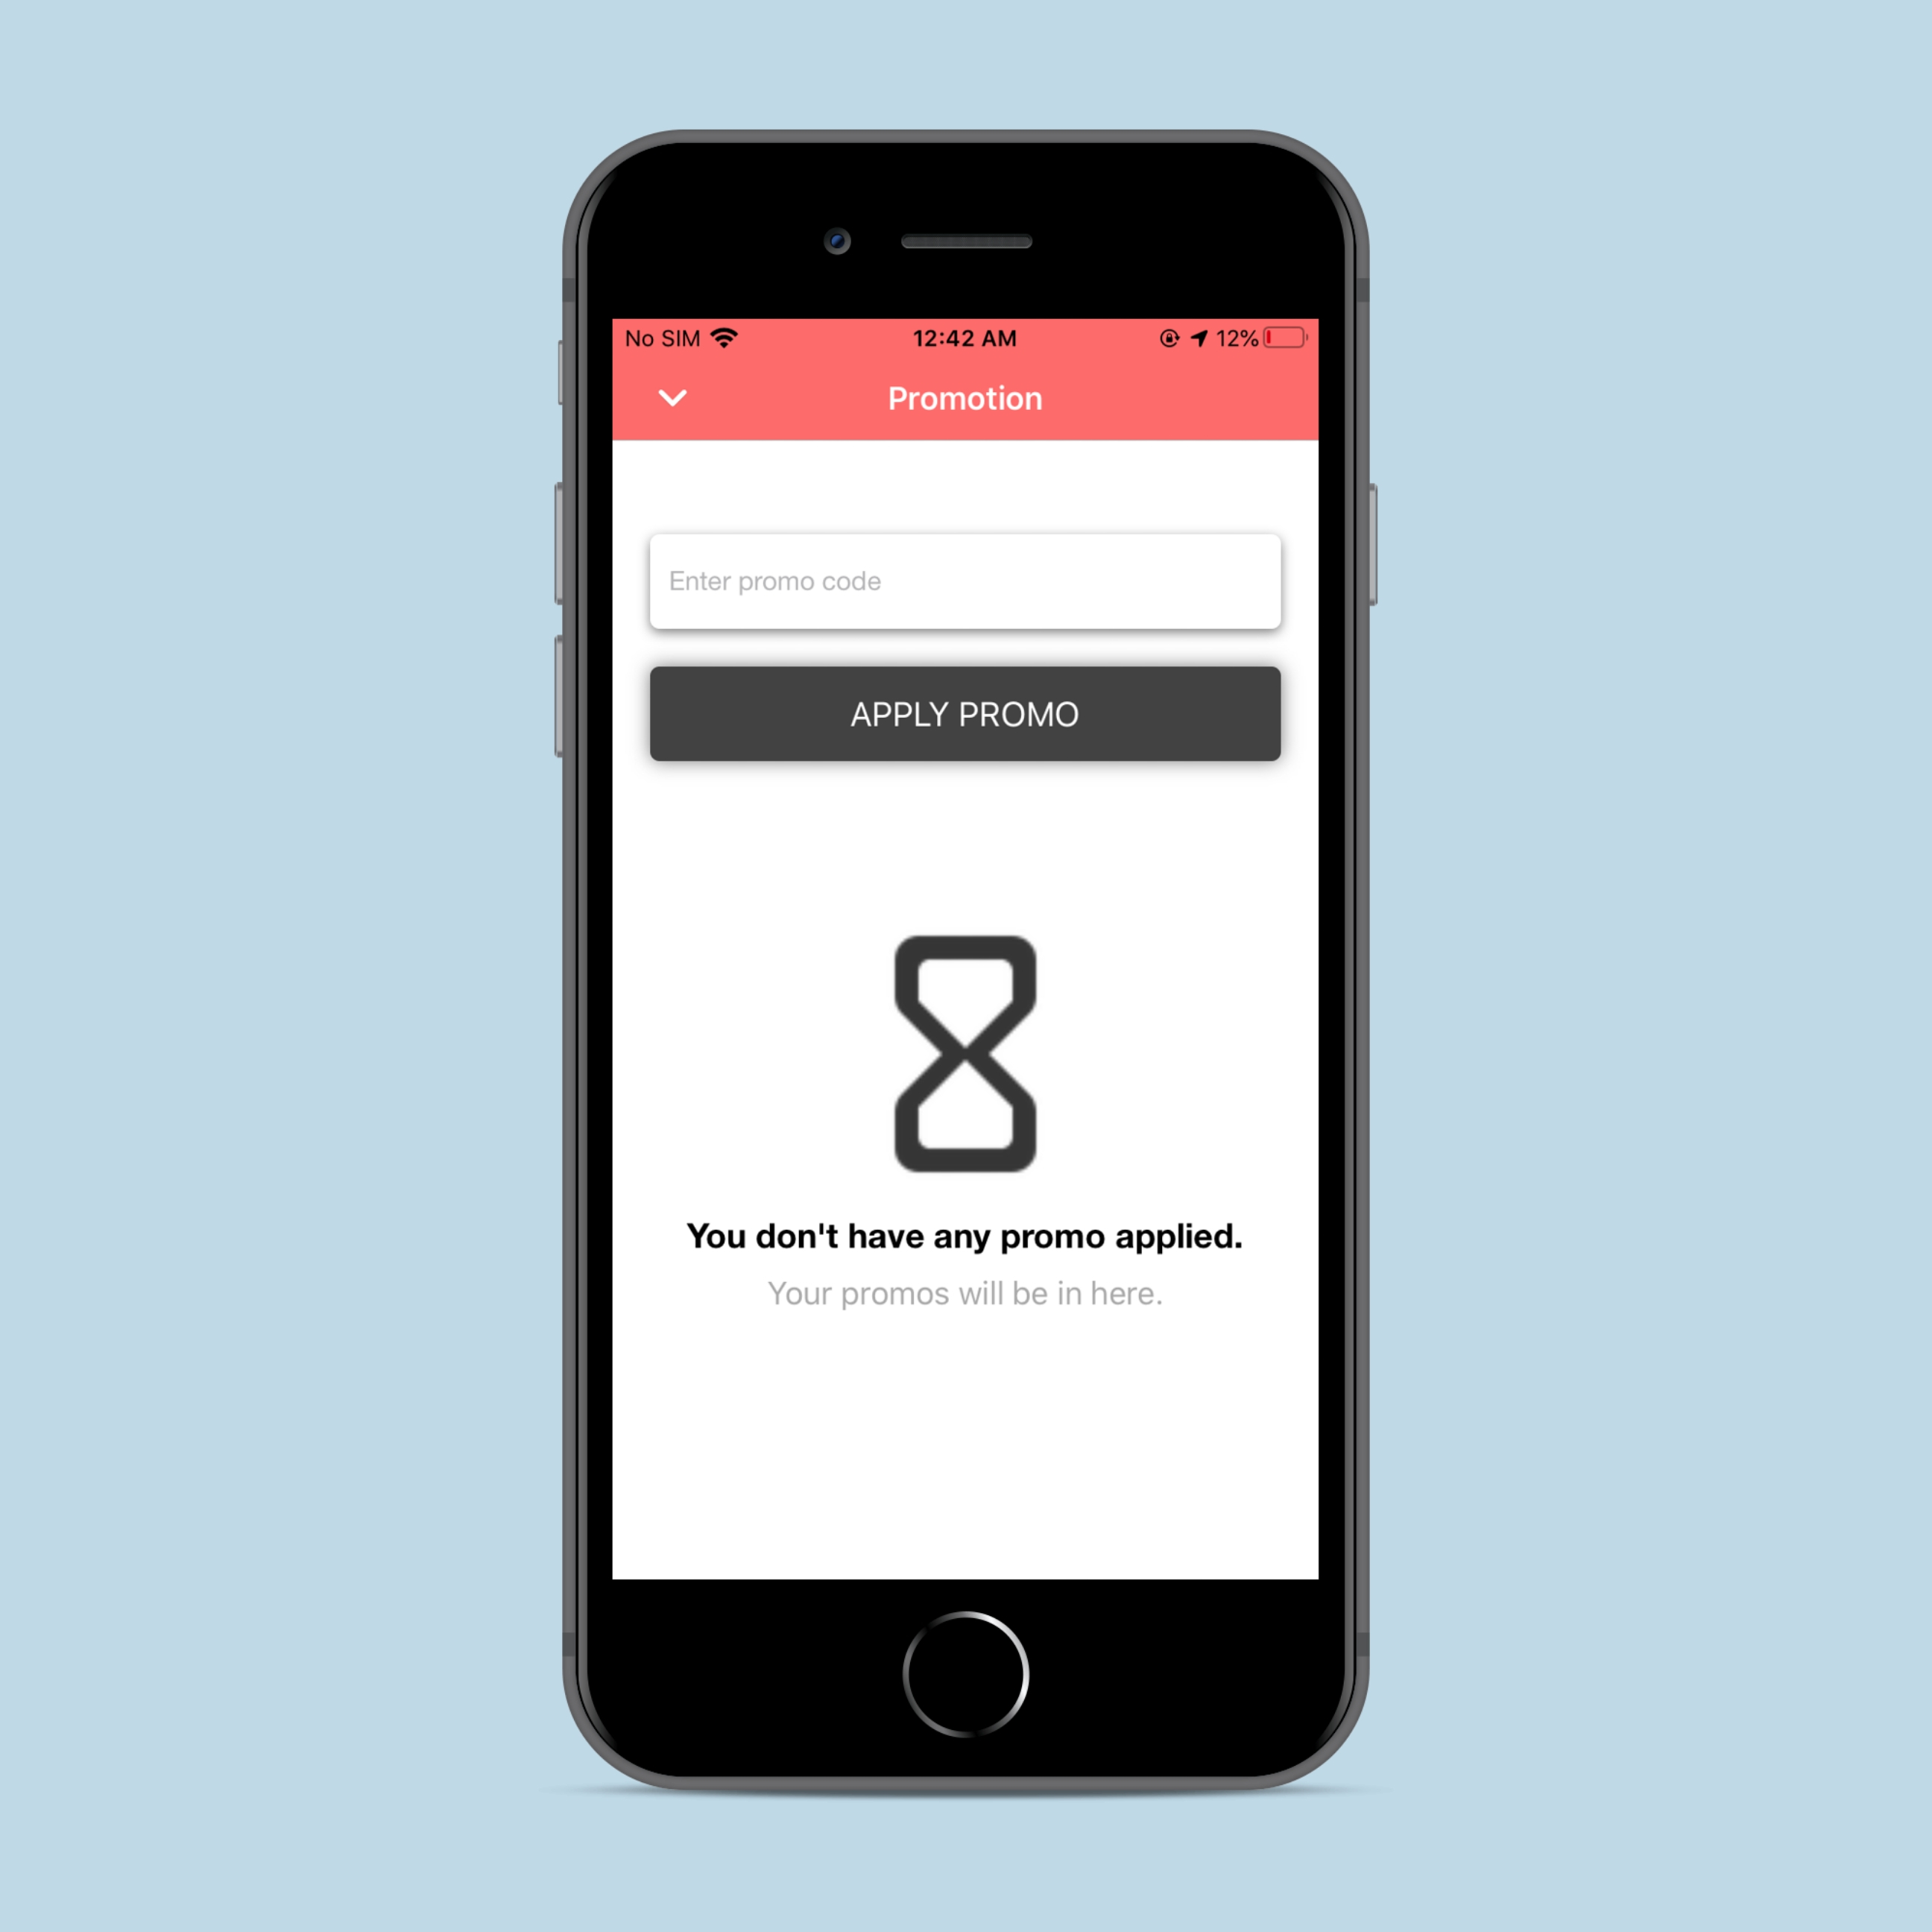 No SIM 12:42 AM 12%
Promotion
Enter promo code
APPLY PROMO
You don't have any promo applied.
Your promos will be in here.